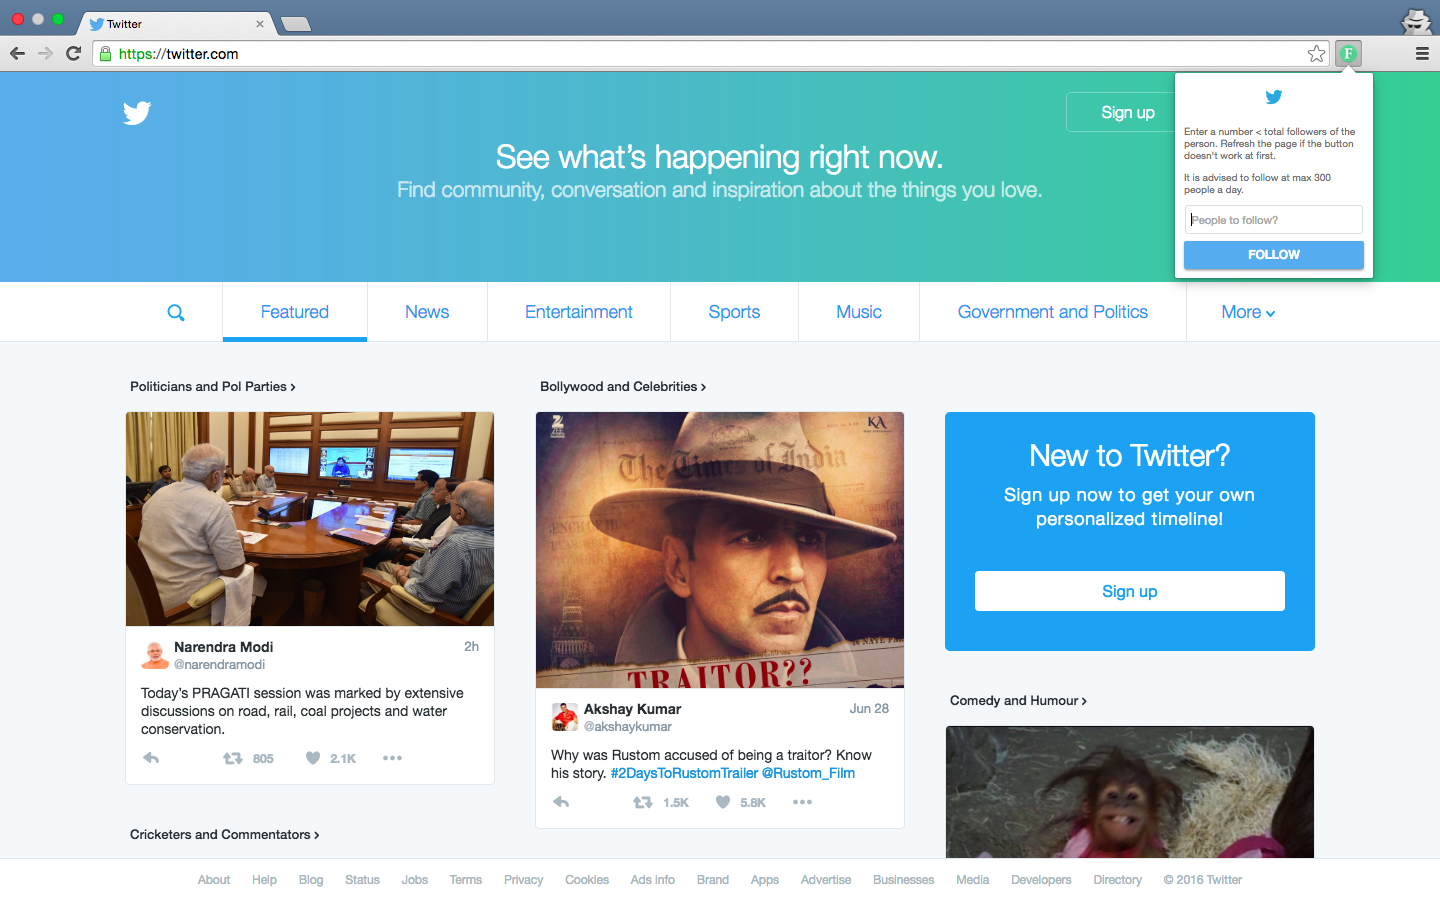 Twitter
https://twitter.com
F
Sign up
See what's happening right now.
Find community, conversation and inspiration about the things you love.
Enter a number < total followers of the
person. Refresh the page if the button
doesn't work at first.
It is advised to follow at max 300
people a day.
People to follow?
FOLLOW
Featured
News
Entertainment
Sports
Music
Government and Politics
More
Politicians and Pol Parties
Narendra Modi
2h
@narendramodi
Today's PRAGATI session was marked by extensive
discussions on road, rail, coal projects and water
conservation.
805
2.1K
Cricketers and Commentators
Bollywood and Celebrities
KA
The Times of India
TRAITOR??
Akshay Kumar
Jun 28
@akshaykumar
Why was Rustom accused of being a traitor? Know
his story. #2DaysToRustomTrailer @Rustom_Film
1.5K
5.8K
New to Twitter?
Sign up now to get your own
personalized timeline!
Sign up
Comedy and Humour
About
Help
Blog
Status
Jobs
Terms
Privacy
Cookies
Ads info
Brand
Apps
Advertise
Businesses
Media
Developers
Directory
© 2016 Twitter